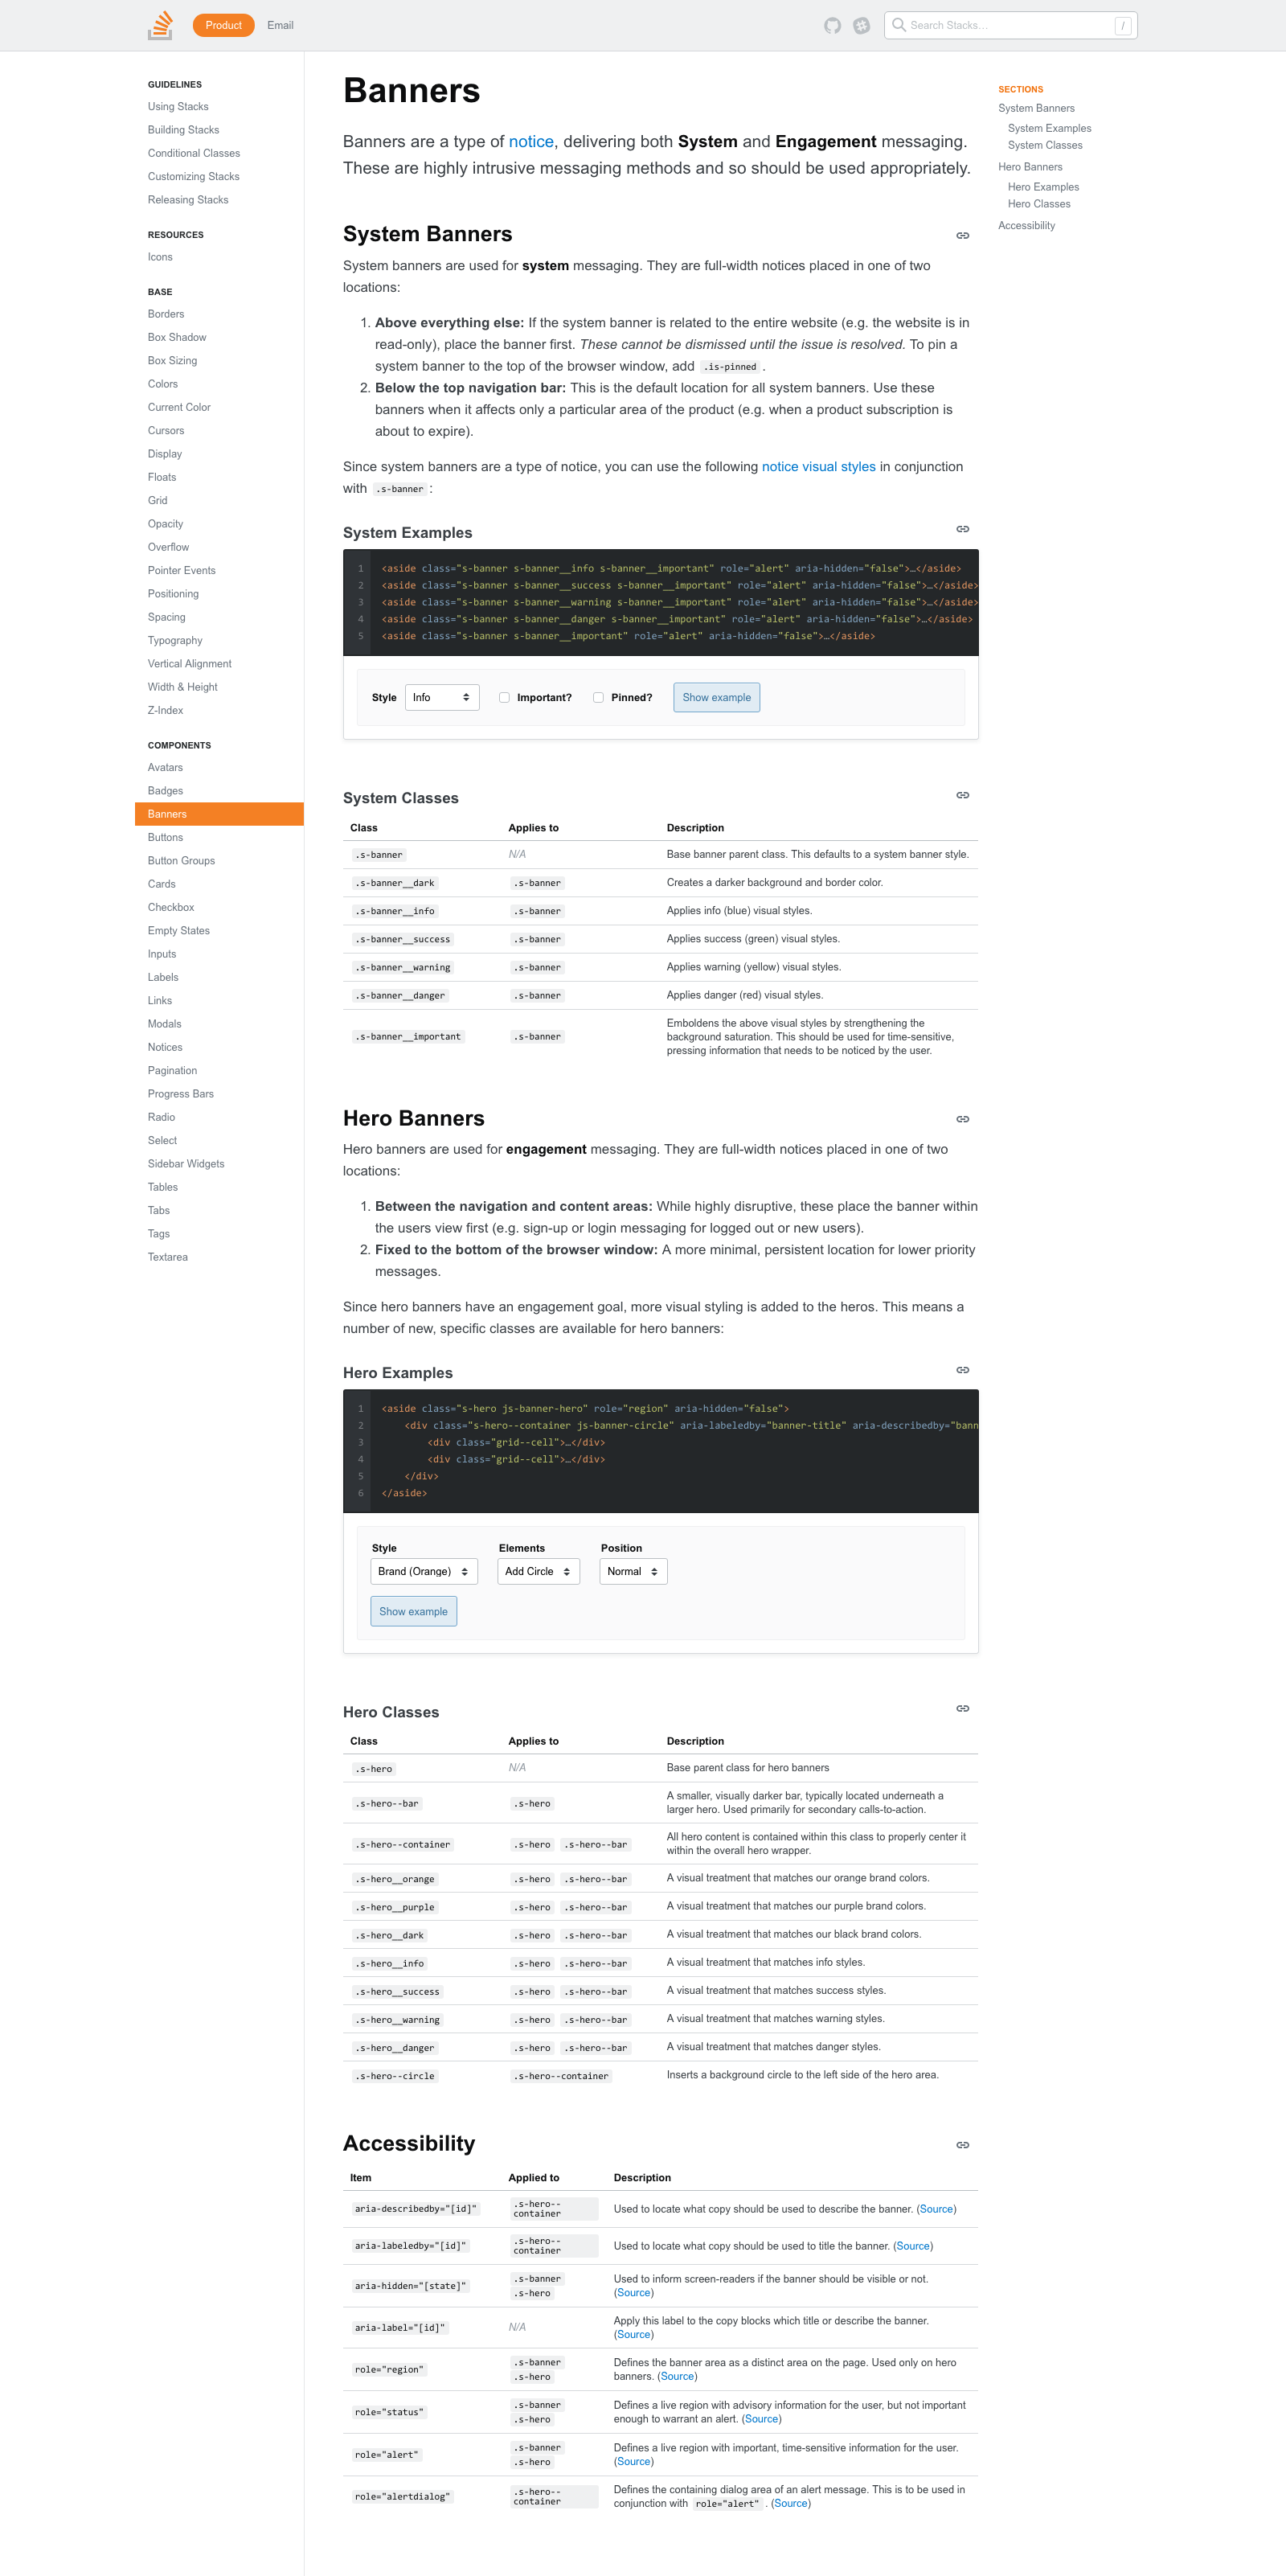 Product
Email
Search Stacks…
/
GUIDELINES
Using Stacks
Building Stacks
Conditional Classes
Customizing Stacks
Releasing Stacks
RESOURCES
Icons
BASE
Borders
Box Shadow
Box Sizing
Colors
Current Color
Cursors
Display
Floats
Grid
Opacity
Overflow
Pointer Events
Positioning
Spacing
Typography
Vertical Alignment
Width & Height
Z-Index
COMPONENTS
Avatars
Badges
Banners
Buttons
Button Groups
Cards
Checkbox
Empty States
Inputs
Labels
Links
Modals
Notices
Pagination
Progress Bars
Radio
Select
Sidebar Widgets
Tables
Tabs
Tags
Textarea
Banners
Banners are a type of notice, delivering both System and Engagement messaging.
These are highly intrusive messaging methods and so should be used appropriately.
System Banners
System banners are used for system messaging. They are full-width notices placed in one of two
locations:
1. Above everything else: If the system banner is related to the entire website (e.g. the website is in
read-only), place the banner first. These cannot be dismissed until the issue is resolved. To pin a
system banner to the top of the browser window, add .is-pinned .
2. Below the top navigation bar: This is the default location for all system banners. Use these
banners when it affects only a particular area of the product (e.g. when a product subscription is
about to expire).
Since system banners are a type of notice, you can use the following notice visual styles in conjunction
with .s-banner :
System Examples
1 <aside class="s-banner s-banner__info s-banner__important" role="alert" aria-hidden="false">…</aside>
2 <aside class="s-banner s-banner__success s-banner__important" role="alert" aria-hidden="false">…</aside>
3 <aside class="s-banner s-banner__warning s-banner__important" role="alert" aria-hidden="false">…</aside>
4 <aside class="s-banner s-banner__danger s-banner__important" role="alert" aria-hidden="false">…</aside>
5 <aside class="s-banner s-banner__important" role="alert" aria-hidden="false">…</aside>
Style Info Important? Pinned? Show example
System Classes
Class Applies to Description
.s-banner N/A Base banner parent class. This defaults to a system banner style.
.s-banner__dark .s-banner Creates a darker background and border color.
.s-banner__info .s-banner Applies info (blue) visual styles.
.s-banner__success .s-banner Applies success (green) visual styles.
.s-banner__warning .s-banner Applies warning (yellow) visual styles.
.s-banner__danger .s-banner Applies danger (red) visual styles.
.s-banner__important .s-banner Emboldens the above visual styles by strengthening the
background saturation. This should be used for time-sensitive,
pressing information that needs to be noticed by the user.
Hero Banners
Hero banners are used for engagement messaging. They are full-width notices placed in one of two
locations:
1. Between the navigation and content areas: While highly disruptive, these place the banner within
the users view first (e.g. sign-up or login messaging for logged out or new users).
2. Fixed to the bottom of the browser window: A more minimal, persistent location for lower priority
messages.
Since hero banners have an engagement goal, more visual styling is added to the heros. This means a
number of new, specific classes are available for hero banners:
Hero Examples
1 <aside class="s-hero js-banner-hero" role="region" aria-hidden="false">
2 <div class="s-hero--container js-banner-circle" aria-labeledby="banner-title" aria-describedby="bann
3 <div class="grid--cell">…</div>
4 <div class="grid--cell">…</div>
5 </div>
6 </aside>
Style Elements Position
Brand (Orange) Add Circle Normal
Show example
Hero Classes
Class Applies to Description
.s-hero N/A Base parent class for hero banners
.s-hero--bar .s-hero A smaller, visually darker bar, typically located underneath a
larger hero. Used primarily for secondary calls-to-action.
.s-hero--container .s-hero .s-hero--bar All hero content is contained within this class to properly center it
within the overall hero wrapper.
.s-hero__orange .s-hero .s-hero--bar A visual treatment that matches our orange brand colors.
.s-hero__purple .s-hero .s-hero--bar A visual treatment that matches our purple brand colors.
.s-hero__dark .s-hero .s-hero--bar A visual treatment that matches our black brand colors.
.s-hero__info .s-hero .s-hero--bar A visual treatment that matches info styles.
.s-hero__success .s-hero .s-hero--bar A visual treatment that matches success styles.
.s-hero__warning .s-hero .s-hero--bar A visual treatment that matches warning styles.
.s-hero__danger .s-hero .s-hero--bar A visual treatment that matches danger styles.
.s-hero--circle .s-hero--container Inserts a background circle to the left side of the hero area.
Accessibility
Item Applied to Description
aria-describedby="[id]" .s-hero--
container Used to locate what copy should be used to describe the banner. (Source)
aria-labeledby="[id]" .s-hero--
container Used to locate what copy should be used to title the banner. (Source)
aria-hidden="[state]" .s-banner Used to inform screen-readers if the banner should be visible or not.
.s-hero (Source)
aria-label="[id]" N/A Apply this label to the copy blocks which title or describe the banner.
(Source)
role="region" .s-banner Defines the banner area as a distinct area on the page. Used only on hero
.s-hero banners. (Source)
role="status" .s-banner Defines a live region with advisory information for the user, but not important
.s-hero enough to warrant an alert. (Source)
role="alert" .s-banner Defines a live region with important, time-sensitive information for the user.
.s-hero (Source)
role="alertdialog" .s-hero-- Defines the containing dialog area of an alert message. This is to be used in
container conjunction with role="alert" . (Source)
SECTIONS
System Banners
System Examples
System Classes
Hero Banners
Hero Examples
Hero Classes
Accessibility